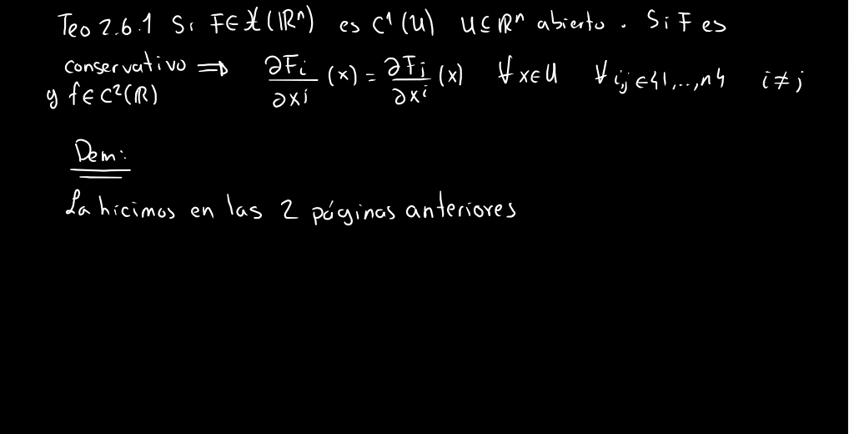 Teo 2.6.1 Si F∈𝔛(ℝⁿ) es C¹(U) U⊆ℝⁿ abierto. Si F es
conservativo ⇒ ∂Fi/∂xj (x) = ∂Fj/∂xi (x) ∀x∈U ∀i,j∈{1,...,n} i≠j
y f∈C²(ℝ)
Dem:
La hicimos en las 2 páginas anteriores